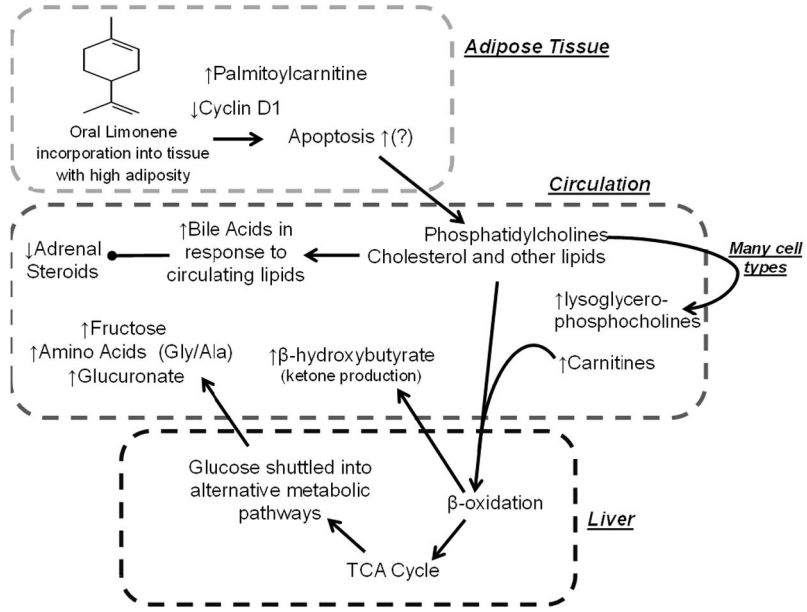 Adipose Tissue
↑Palmitoylcarnitine
↓Cyclin D1
Oral Limonene
incorporation into tissue
with high adiposity
Apoptosis ↑(?)
Circulation
Phosphatidylcholines
Cholesterol and other lipids
↑Bile Acids in
response to
circulating lipids
↓Adrenal
Steroids
Many cell
types
↑lysoglycero-
phosphocholines
↑Fructose
↑Amino Acids (Gly/Ala)
↑Glucuronate
↑β-hydroxybutyrate
(ketone production)
↑Carnitines
Glucose shuttled into
alternative metabolic
pathways
β-oxidation
Liver
TCA Cycle